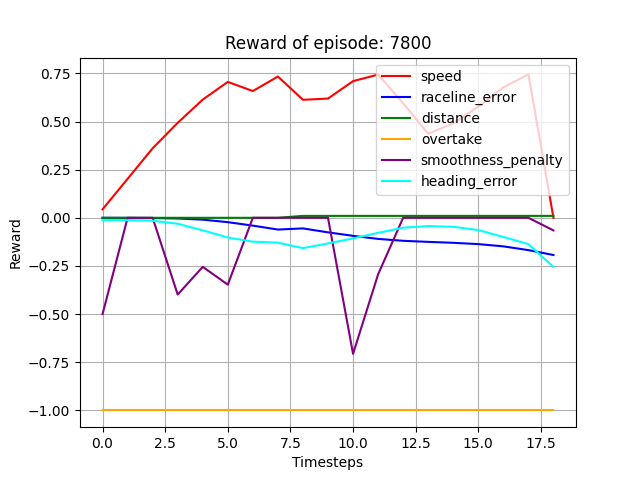 Reward of episode: 7800
0.75
0.50
0.25
0.00
−0.25
−0.50
−0.75
−1.00
Reward
speed
raceline_error
distance
overtake
smoothness_penalty
heading_error
0.0 2.5 5.0 7.5 10.0 12.5 15.0 17.5
Timesteps